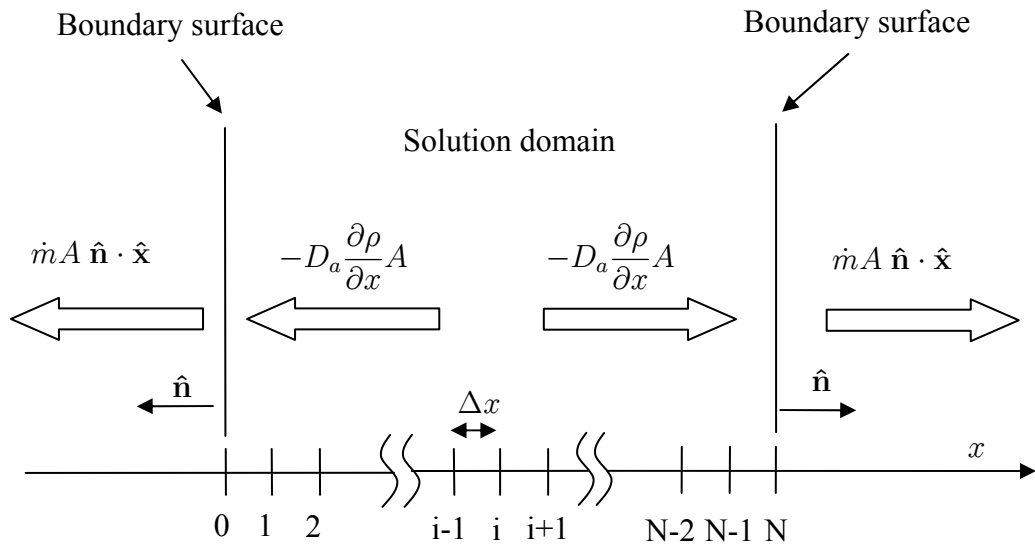 Boundary surface
Boundary surface
Solution domain
ṁA n̂ · x̂
−D_a ∂ρ/∂x A
−D_a ∂ρ/∂x A
ṁA n̂ · x̂
n̂
n̂
Δx
x
0 1 2 i-1 i i+1 N-2 N-1 N